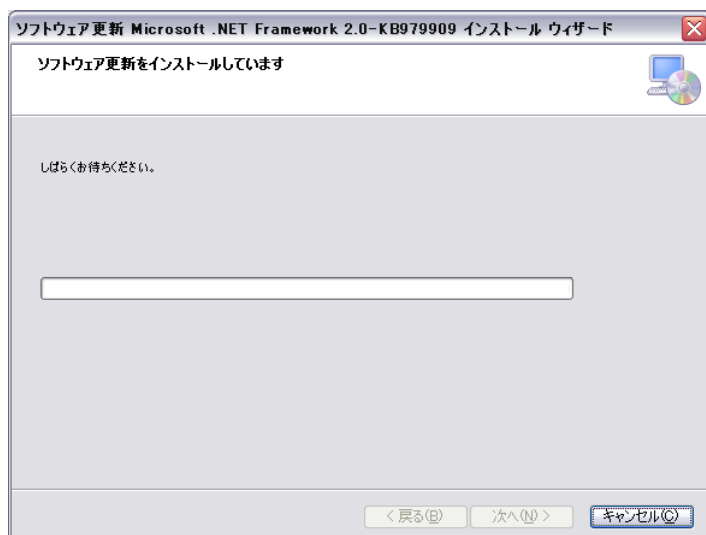 ソフトウェア更新 Microsoft .NET Framework 2.0-KB979909 インストール ウィザード
ソフトウェア更新をインストールしています
しばらくお待ちください。
< 戻る(B)
次へ(N) >
キャンセル(C)